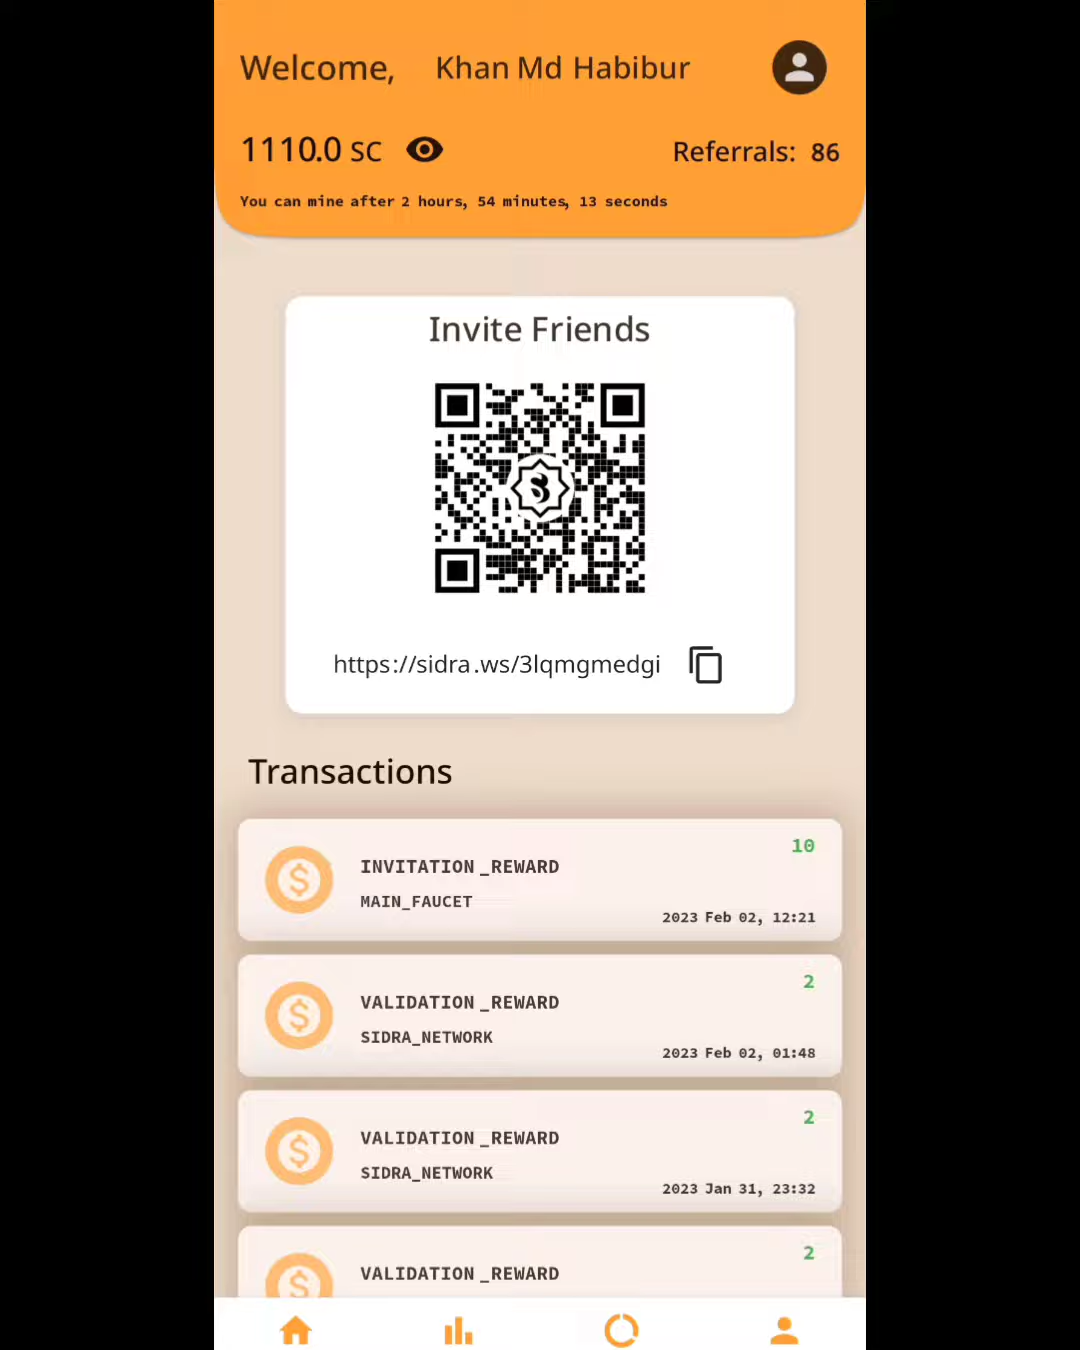 Welcome, Khan Md Habibur
1110.0 SC Referrals: 86
You can mine after 2 hours, 54 minutes, 13 seconds
Invite Friends
https://sidra.ws/3lqmgmedgi
Transactions
10
INVITATION_REWARD
MAIN_FAUCET
2023 Feb 02, 12:21
2
VALIDATION_REWARD
SIDRA_NETWORK
2023 Feb 02, 01:48
2
VALIDATION_REWARD
SIDRA_NETWORK
2023 Jan 31, 23:32
2
VALIDATION_REWARD